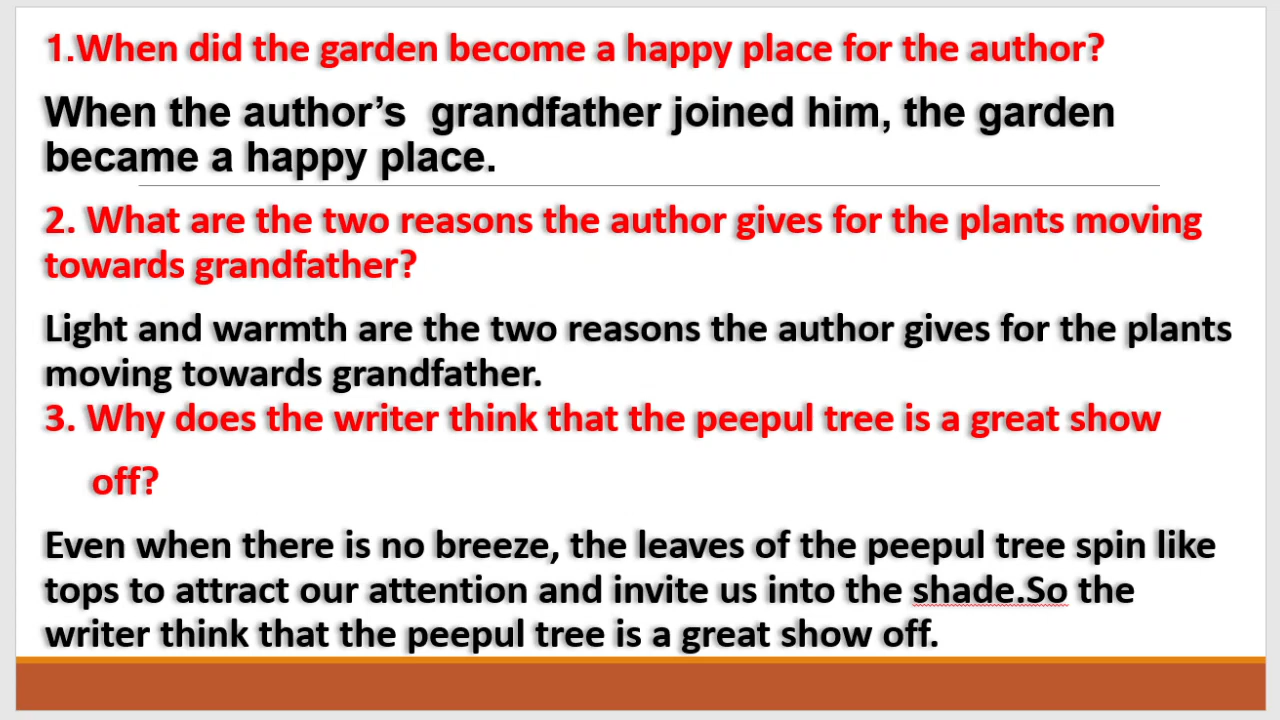 1.When did the garden become a happy place for the author?
When the author’s  grandfather joined him, the garden
became a happy place.
2. What are the two reasons the author gives for the plants moving
towards grandfather?
Light and warmth are the two reasons the author gives for the plants
moving towards grandfather.
3. Why does the writer think that the peepul tree is a great show
off?
Even when there is no breeze, the leaves of the peepul tree spin like
tops to attract our attention and invite us into the shade.So the
writer think that the peepul tree is a great show off.